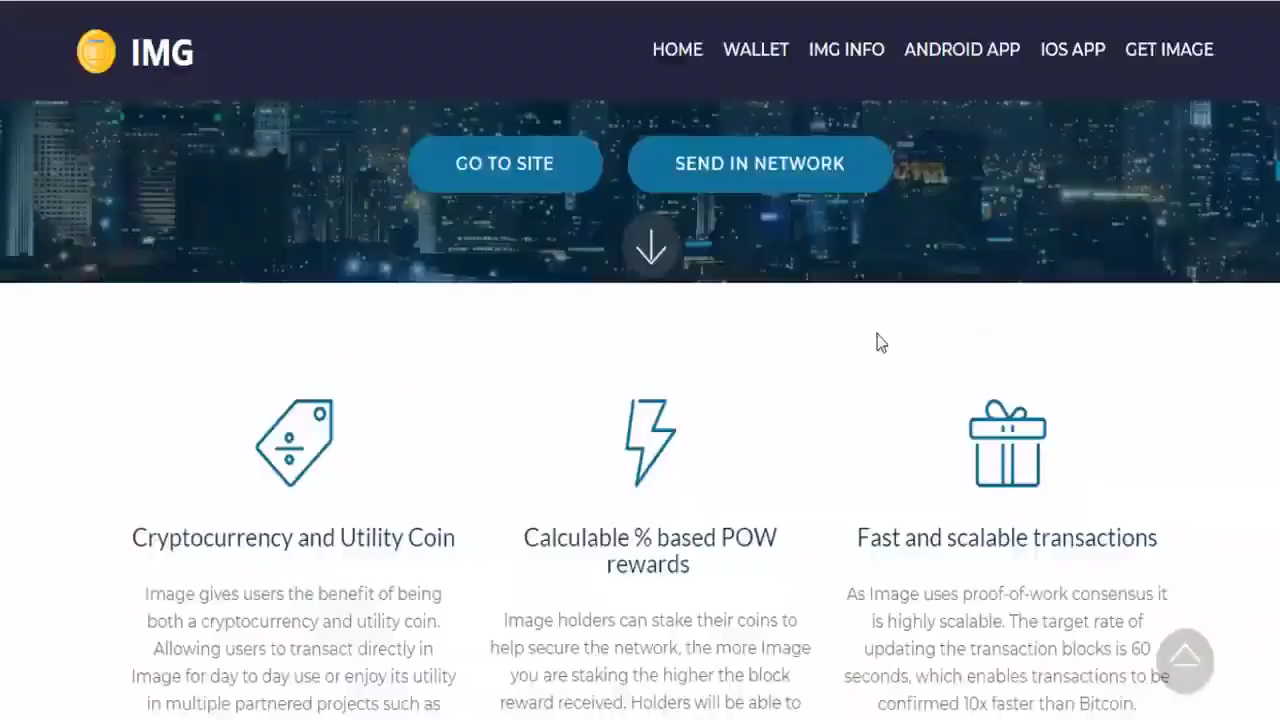 IMG
HOME WALLET IMG INFO ANDROID APP IOS APP GET IMAGE
GO TO SITE
SEND IN NETWORK
Cryptocurrency and Utility Coin
Image gives users the benefit of being
both a cryptocurrency and utility coin.
Allowing users to transact directly in
Image for day to day use or enjoy its utility
in multiple partnered projects such as
Calculable % based POW
rewards
Image holders can stake their coins to
help secure the network, the more Image
you are staking the higher the block
reward received. Holders will be able to
Fast and scalable transactions
As Image uses proof-of-work consensus it
is highly scalable. The target rate of
updating the transaction blocks is 60
seconds, which enables transactions to be
confirmed 10x faster than Bitcoin.